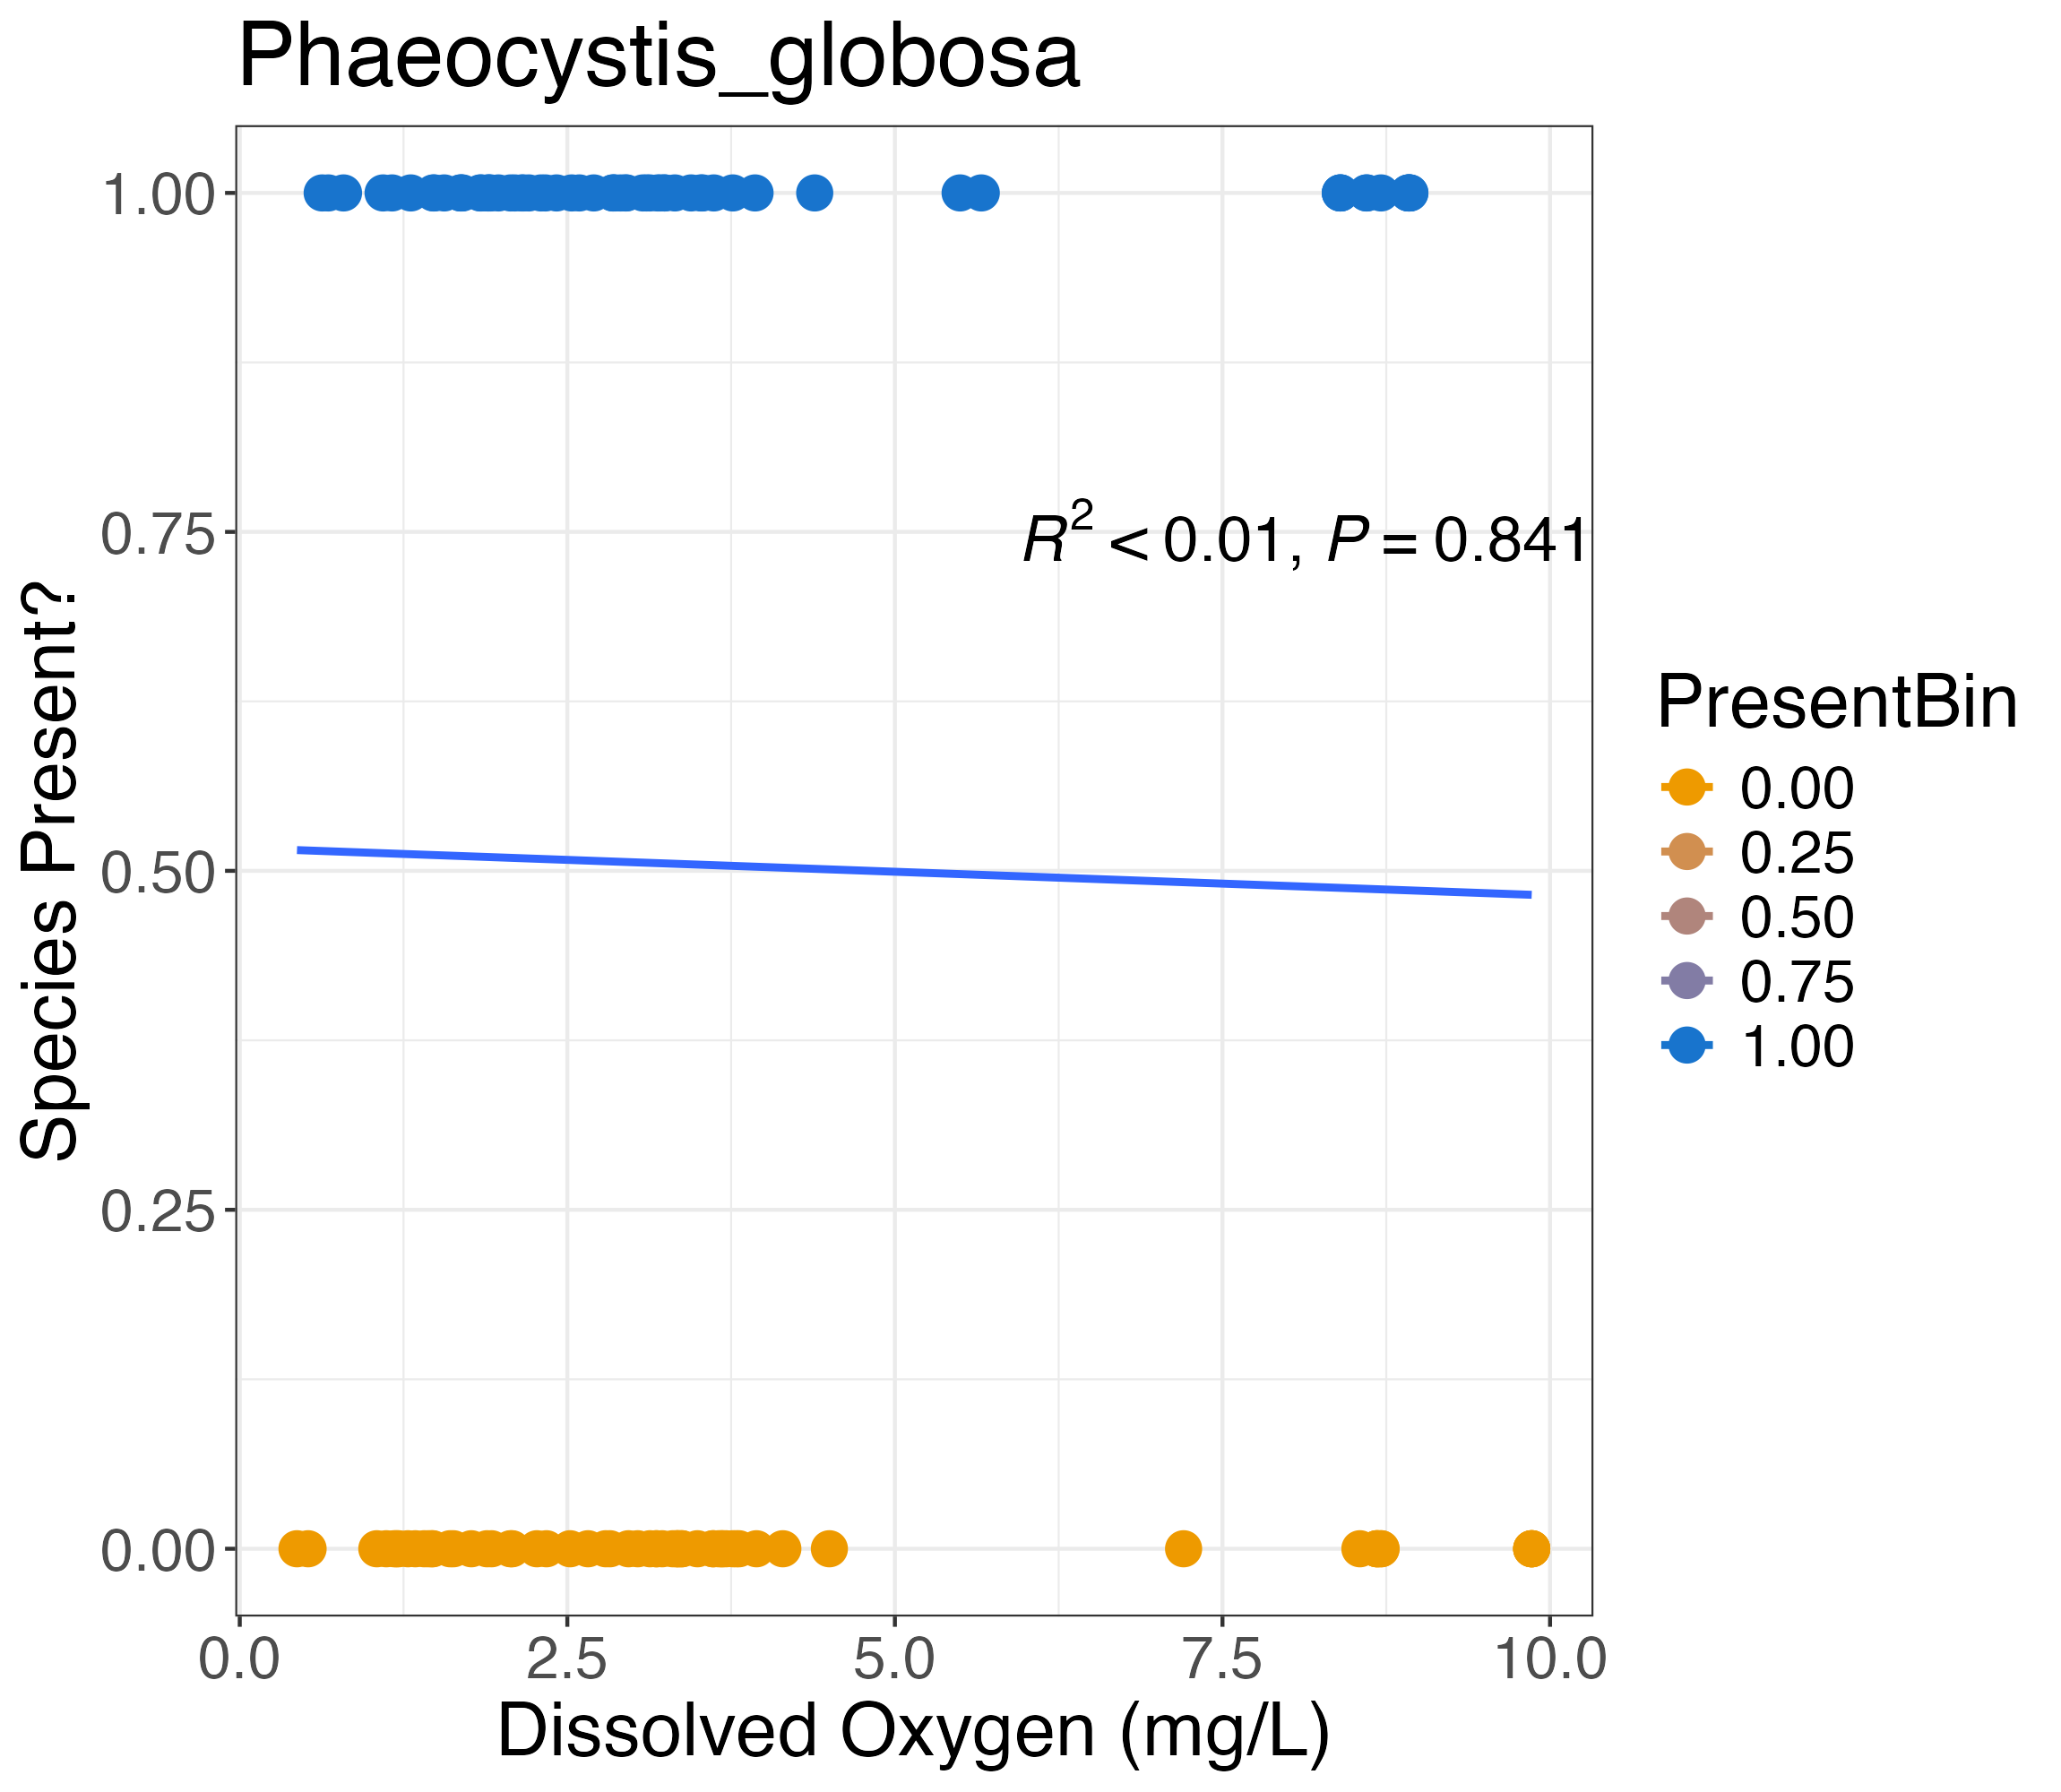 Phaeocystis_globosa
1.00
0.75
0.50
0.25
0.00
Species Present?
R² < 0.01, P = 0.841
0.0 2.5 5.0 7.5 10.0
Dissolved Oxygen (mg/L)
PresentBin
0.00
0.25
0.50
0.75
1.00